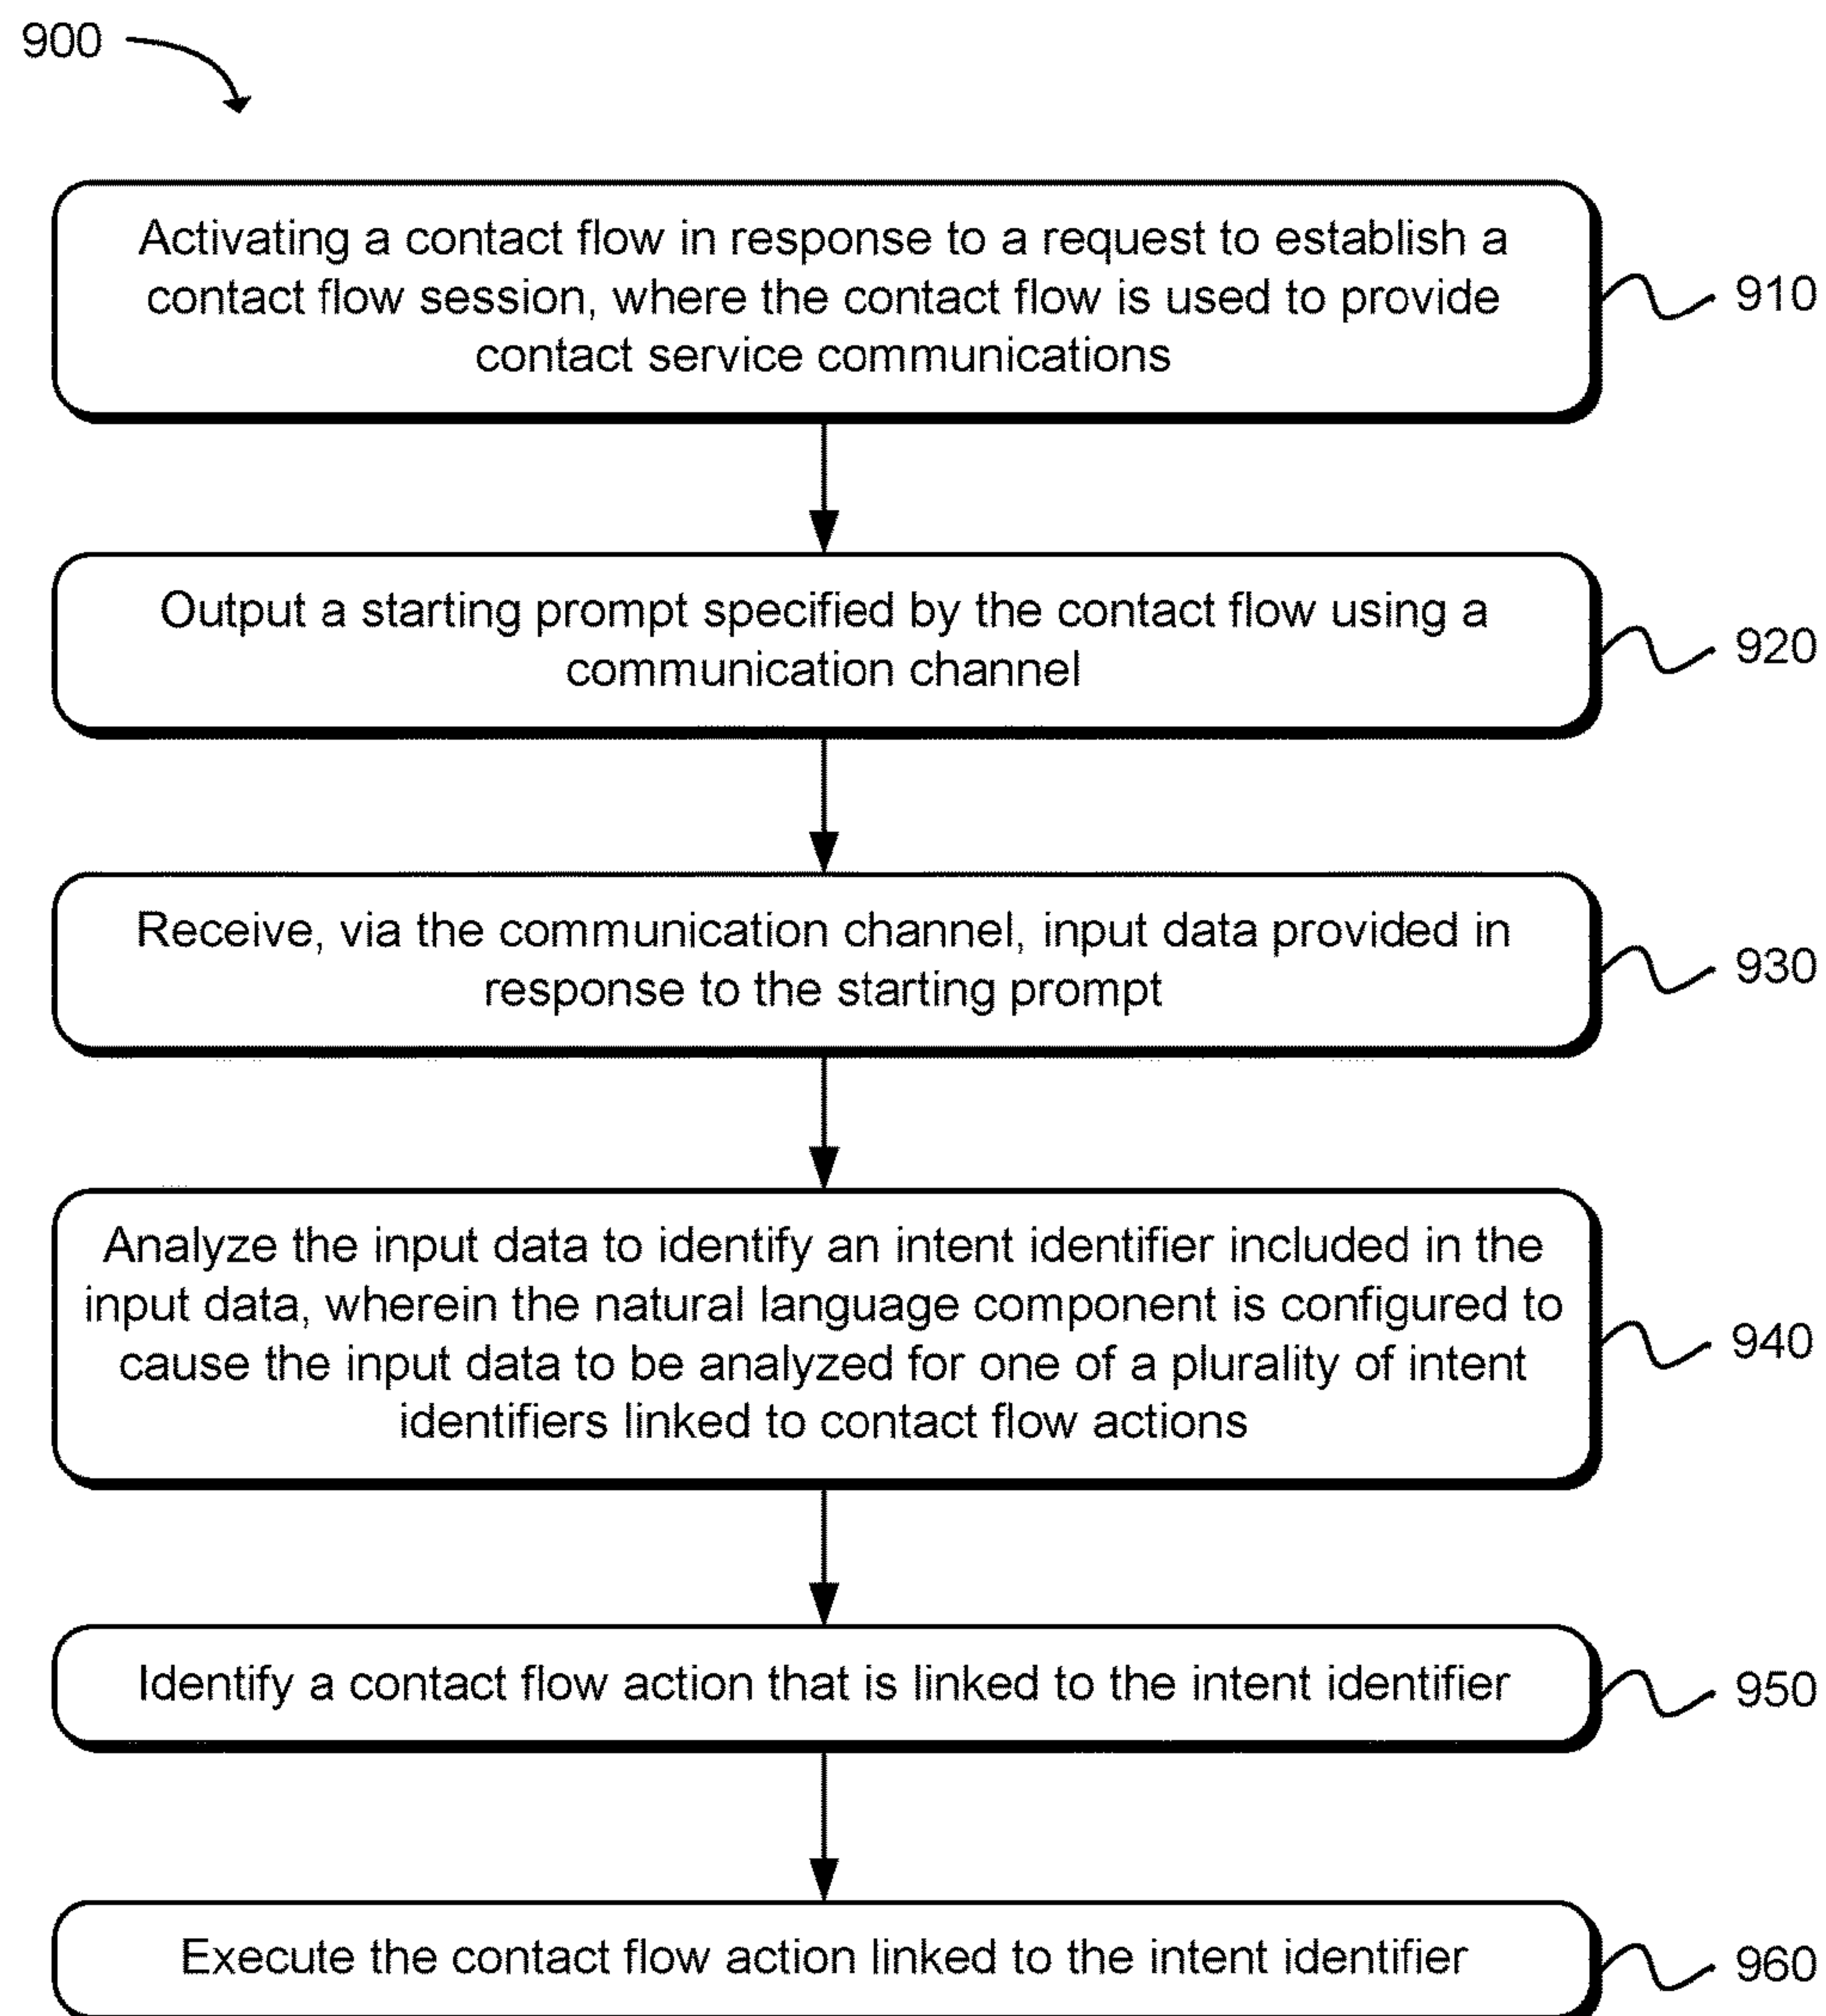 900
Activating a contact flow in response to a request to establish a
contact flow session, where the contact flow is used to provide
contact service communications
910
Output a starting prompt specified by the contact flow using a
communication channel
920
Receive, via the communication channel, input data provided in
response to the starting prompt
930
Analyze the input data to identify an intent identifier included in the
input data, wherein the natural language component is configured to
cause the input data to be analyzed for one of a plurality of intent
identifiers linked to contact flow actions
940
Identify a contact flow action that is linked to the intent identifier
950
Execute the contact flow action linked to the intent identifier
960